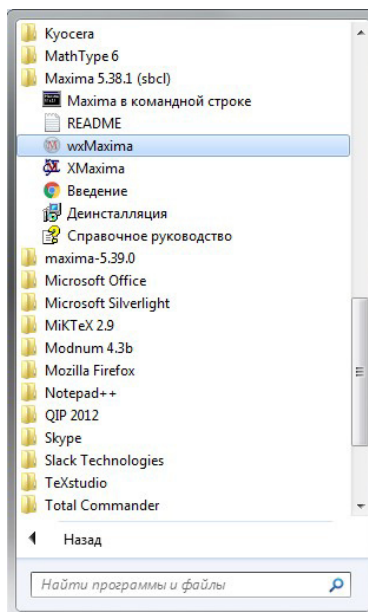 Kyocera
MathType 6
Maxima 5.38.1 (sbcl)
Maxima в командной строке
README
wxMaxima
XMaxima
Введение
Деинсталляция
Справочное руководство
maxima-5.39.0
Microsoft Office
Microsoft Silverlight
MiKTeX 2.9
Modnum 4.3b
Mozilla Firefox
Notepad++
QIP 2012
Skype
Slack Technologies
TeXstudio
Total Commander
Назад
Найти программы и файлы